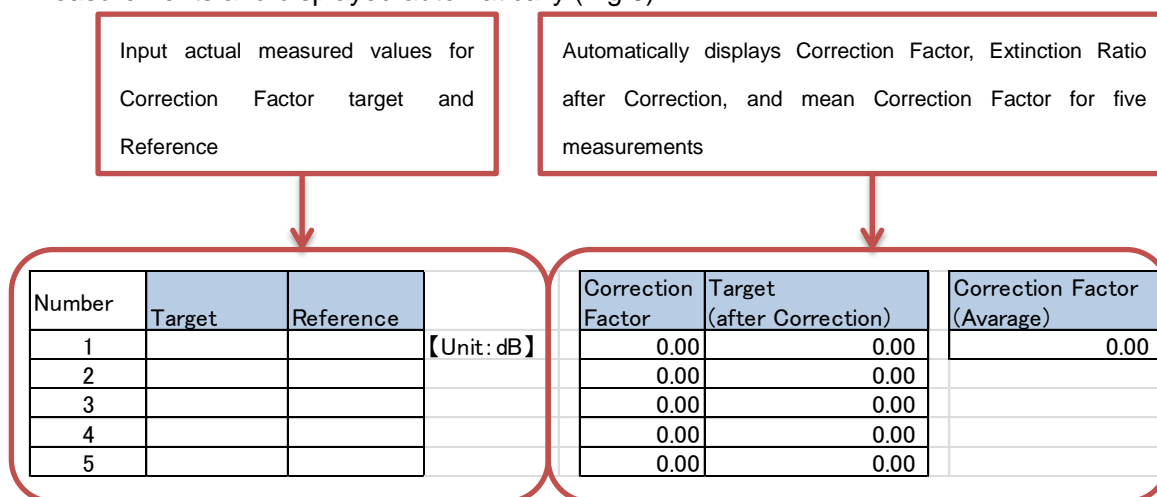 Input actual measured values for
Correction Factor target and
Reference
Automatically displays Correction Factor, Extinction Ratio
after Correction, and mean Correction Factor for five
measurements
Number Target Reference
1 【Unit:dB】
2
3
4
5
Correction Factor Target (after Correction) Correction Factor (Avarage)
0.00 0.00 0.00
0.00 0.00
0.00 0.00
0.00 0.00
0.00 0.00